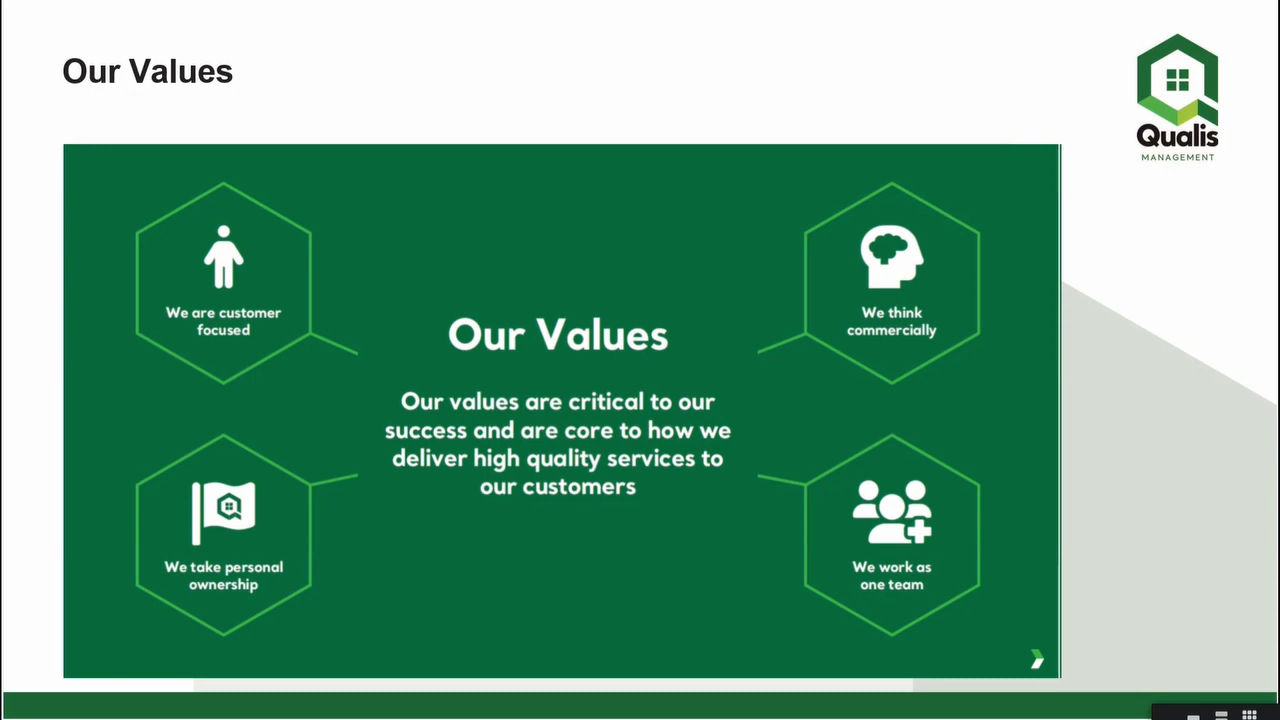 Our Values
Qualis
MANAGEMENT
We are customer
focused
We think
commercially
Our Values
Our values are critical to our
success and are core to how we
deliver high quality services to
our customers
We take personal
ownership
We work as
one team